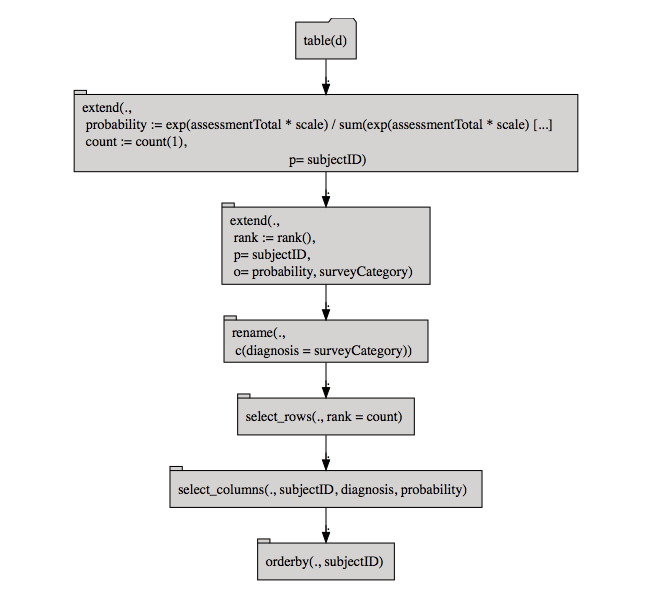 table(d)
extend(.,
probability := exp(assessmentTotal * scale) / sum(exp(assessmentTotal * scale) [...]
count := count(1),
p= subjectID)
extend(.,
rank := rank(),
p= subjectID,
o= probability, surveyCategory)
rename(.,
c(diagnosis = surveyCategory))
select_rows(., rank = count)
select_columns(., subjectID, diagnosis, probability)
orderby(., subjectID)